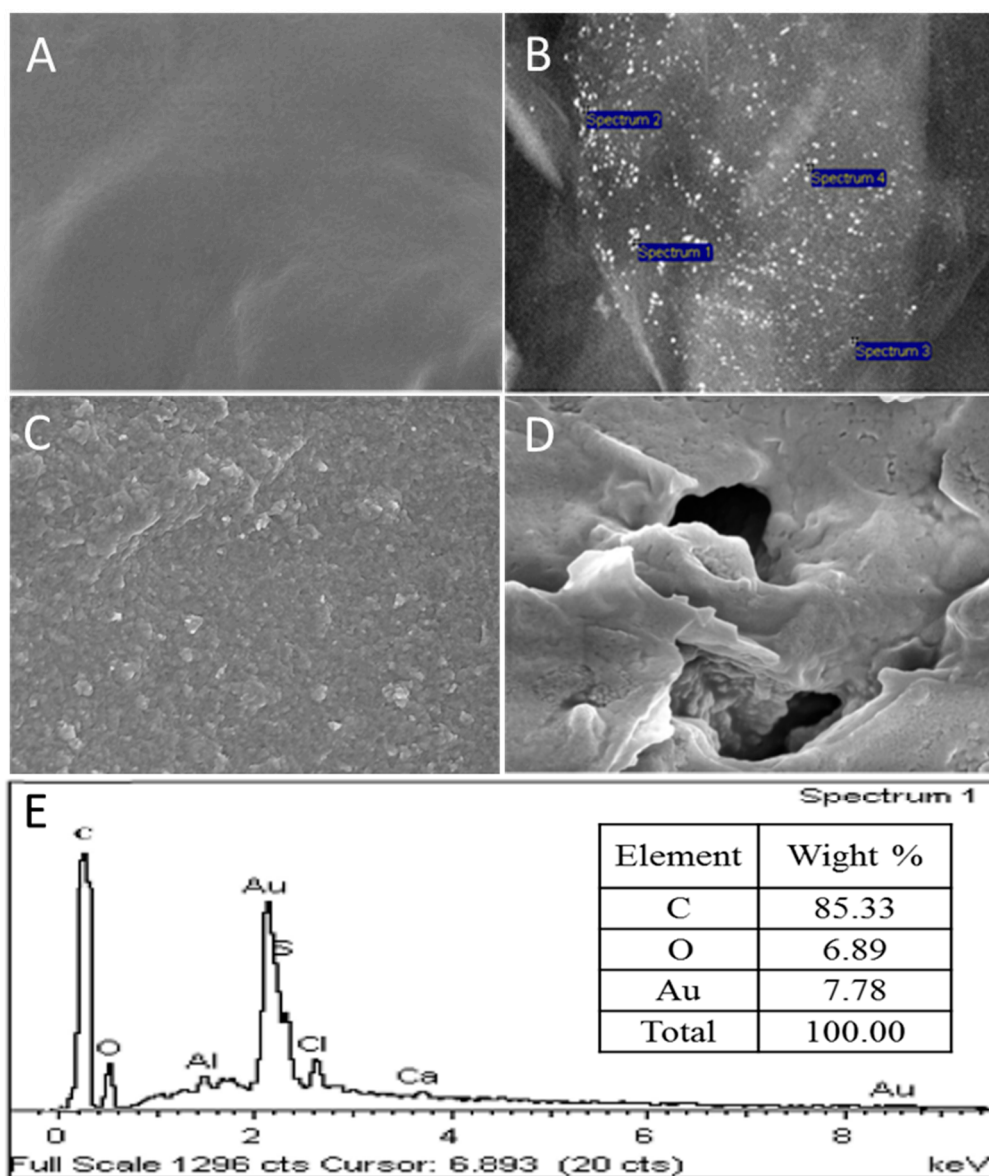 A
B
Spectrum 2
Spectrum 4
Spectrum 1
Spectrum 3
C
D
E
Spectrum 1
C
Au
S
O
Al
Cl
Ca
Au
Element Wight %
C 85.33
O 6.89
Au 7.78
Total 100.00
0 2 4 6 8
Full Scale 1296 cts Cursor: 6.893 (20 cts) keV